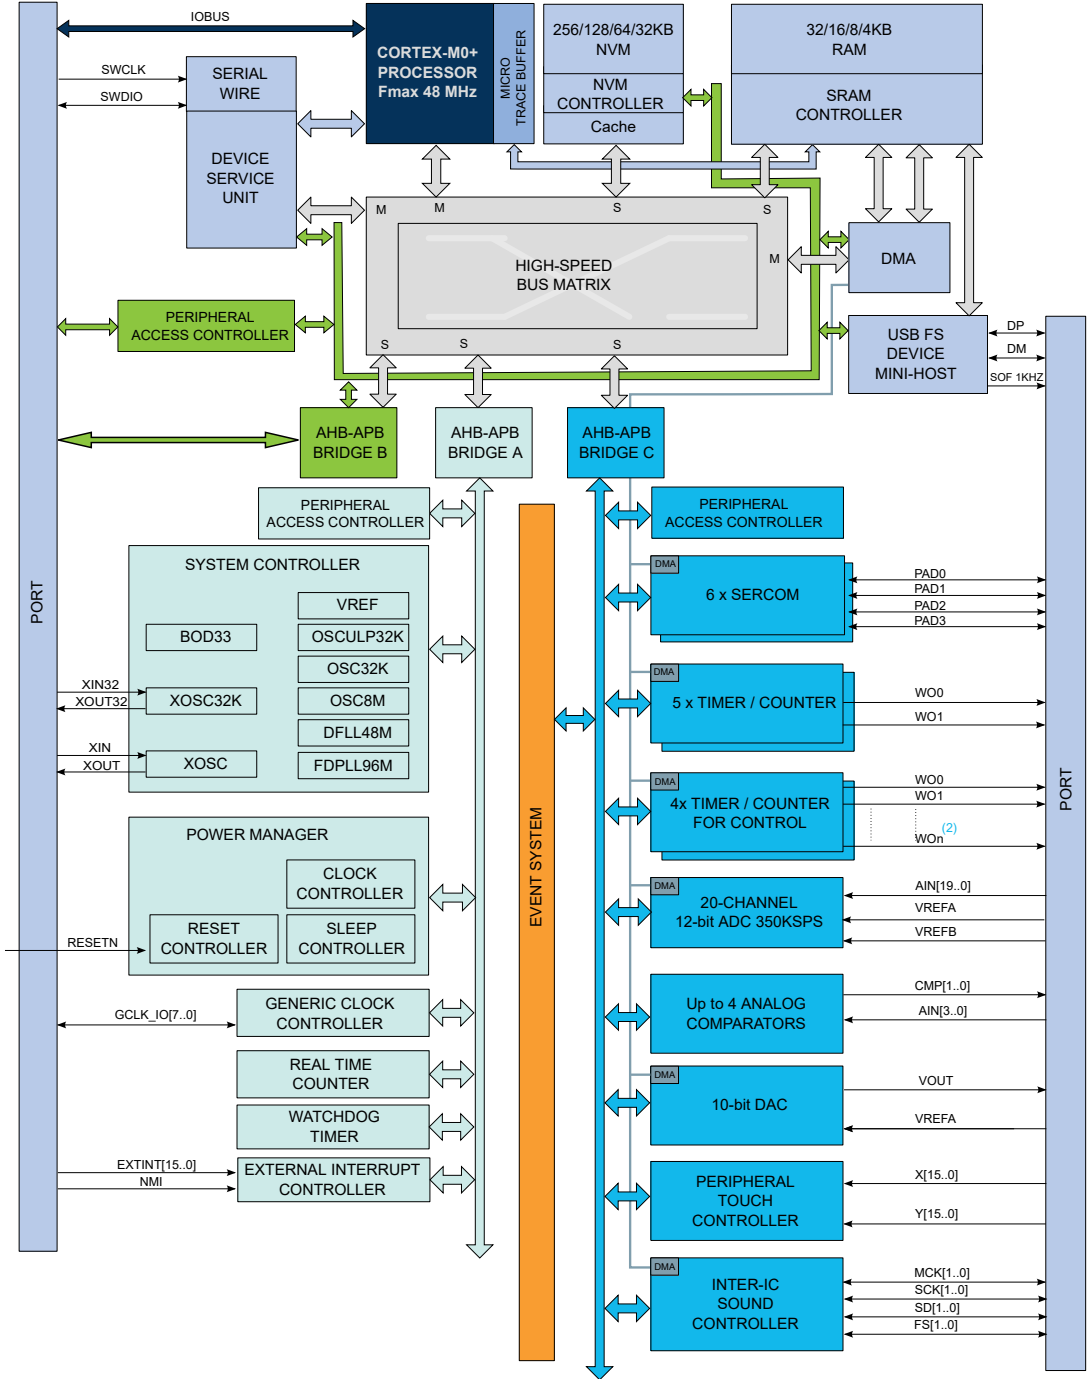 IOBUS
CORTEX-M0+
PROCESSOR
Fmax 48 MHz
MICRO
TRACE BUFFER
256/128/64/32KB
NVM
NVM
CONTROLLER
Cache
32/16/8/4KB
RAM
SRAM
CONTROLLER
SWCLK
SWDIO
SERIAL
WIRE
DEVICE
SERVICE
UNIT
M
M
S
S
M
HIGH-SPEED
BUS MATRIX
S
S
S
DMA
PERIPHERAL
ACCESS CONTROLLER
USB FS
DEVICE
MINI-HOST
DP
DM
SOF 1KHZ
AHB-APB
BRIDGE B
AHB-APB
BRIDGE A
AHB-APB
BRIDGE C
PORT
PERIPHERAL
ACCESS CONTROLLER
SYSTEM CONTROLLER
VREF
BOD33
OSCULP32K
OSC32K
XOSC32K
OSC8M
DFLL48M
XOSC
FDPLL96M
XIN32
XOUT32
XIN
XOUT
POWER MANAGER
CLOCK
CONTROLLER
RESET
CONTROLLER
SLEEP
CONTROLLER
RESETN
GCLK_IO[7..0]
GENERIC CLOCK
CONTROLLER
REAL TIME
COUNTER
WATCHDOG
TIMER
EXTINT[15..0]
NMI
EXTERNAL INTERRUPT
CONTROLLER
EVENT SYSTEM
PERIPHERAL
ACCESS CONTROLLER
DMA
6 x SERCOM
PAD0
PAD1
PAD2
PAD3
DMA
5 x TIMER / COUNTER
WO0
WO1
DMA
4x TIMER / COUNTER
FOR CONTROL
WO0
WO1
(2)
WOn
DMA
20-CHANNEL
12-bit ADC 350KSPS
AIN[19..0]
VREFA
VREFB
Up to 4 ANALOG
COMPARATORS
CMP[1..0]
AIN[3..0]
DMA
10-bit DAC
VOUT
VREFA
PERIPHERAL
TOUCH
CONTROLLER
X[15..0]
Y[15..0]
DMA
INTER-IC
SOUND
CONTROLLER
MCK[1..0]
SCK[1..0]
SD[1..0]
FS[1..0]
PORT